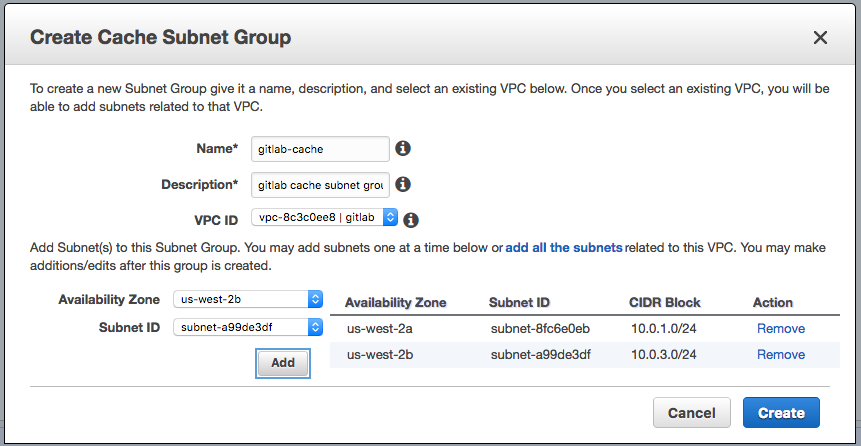 Create Cache Subnet Group
To create a new Subnet Group give it a name, description, and select an existing VPC below. Once you select an existing VPC, you will be
able to add subnets related to that VPC.
Name* gitlab-cache
Description* gitlab cache subnet grou
VPC ID vpc-8c3c0ee8 | gitlab
Add Subnet(s) to this Subnet Group. You may add subnets one at a time below or add all the subnets related to this VPC. You may make
additions/edits after this group is created.
Availability Zone us-west-2b
Subnet ID subnet-a99de3df
Add
Availability Zone Subnet ID CIDR Block Action
us-west-2a subnet-8fc6e0eb 10.0.1.0/24 Remove
us-west-2b subnet-a99de3df 10.0.3.0/24 Remove
Cancel Create